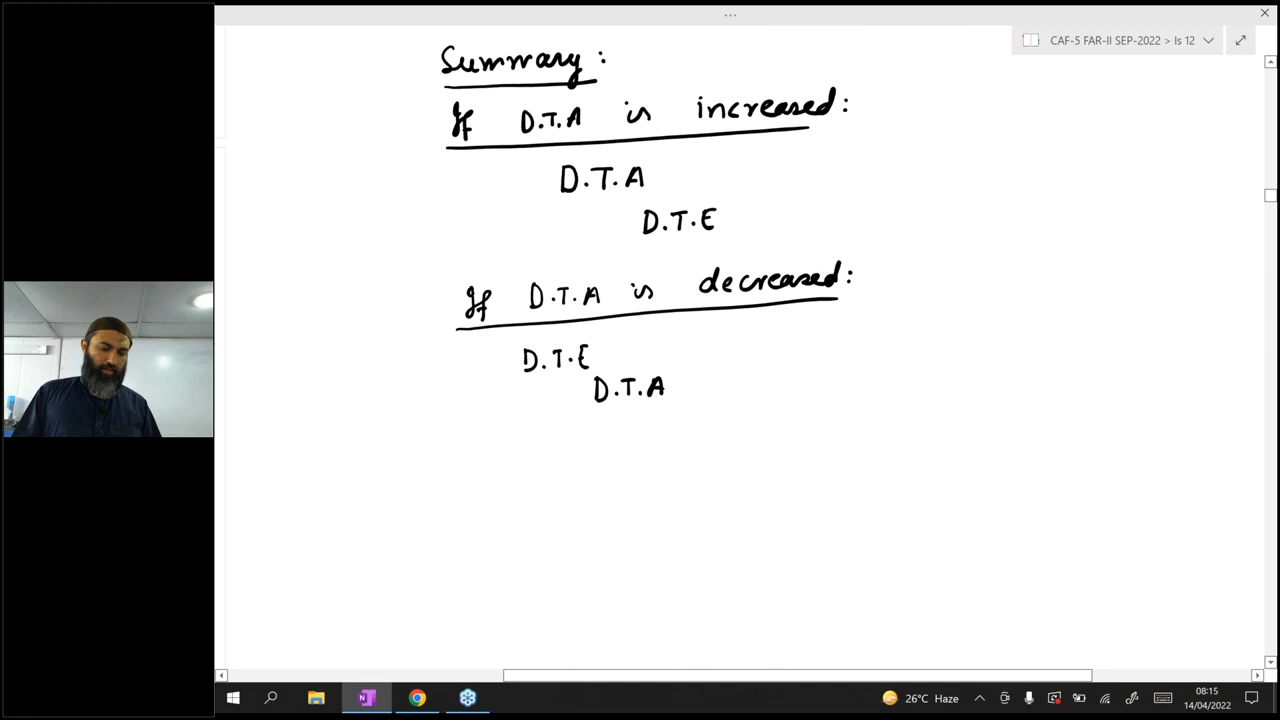 CAF-5 FAR-II SEP-2022 > Is 12
Summary:
If D.T.A is increased:
D.T.A
D.T.E
If D.T.A is decreased:
D.T.E
D.T.A
26°C Haze
08:15
14/04/2022